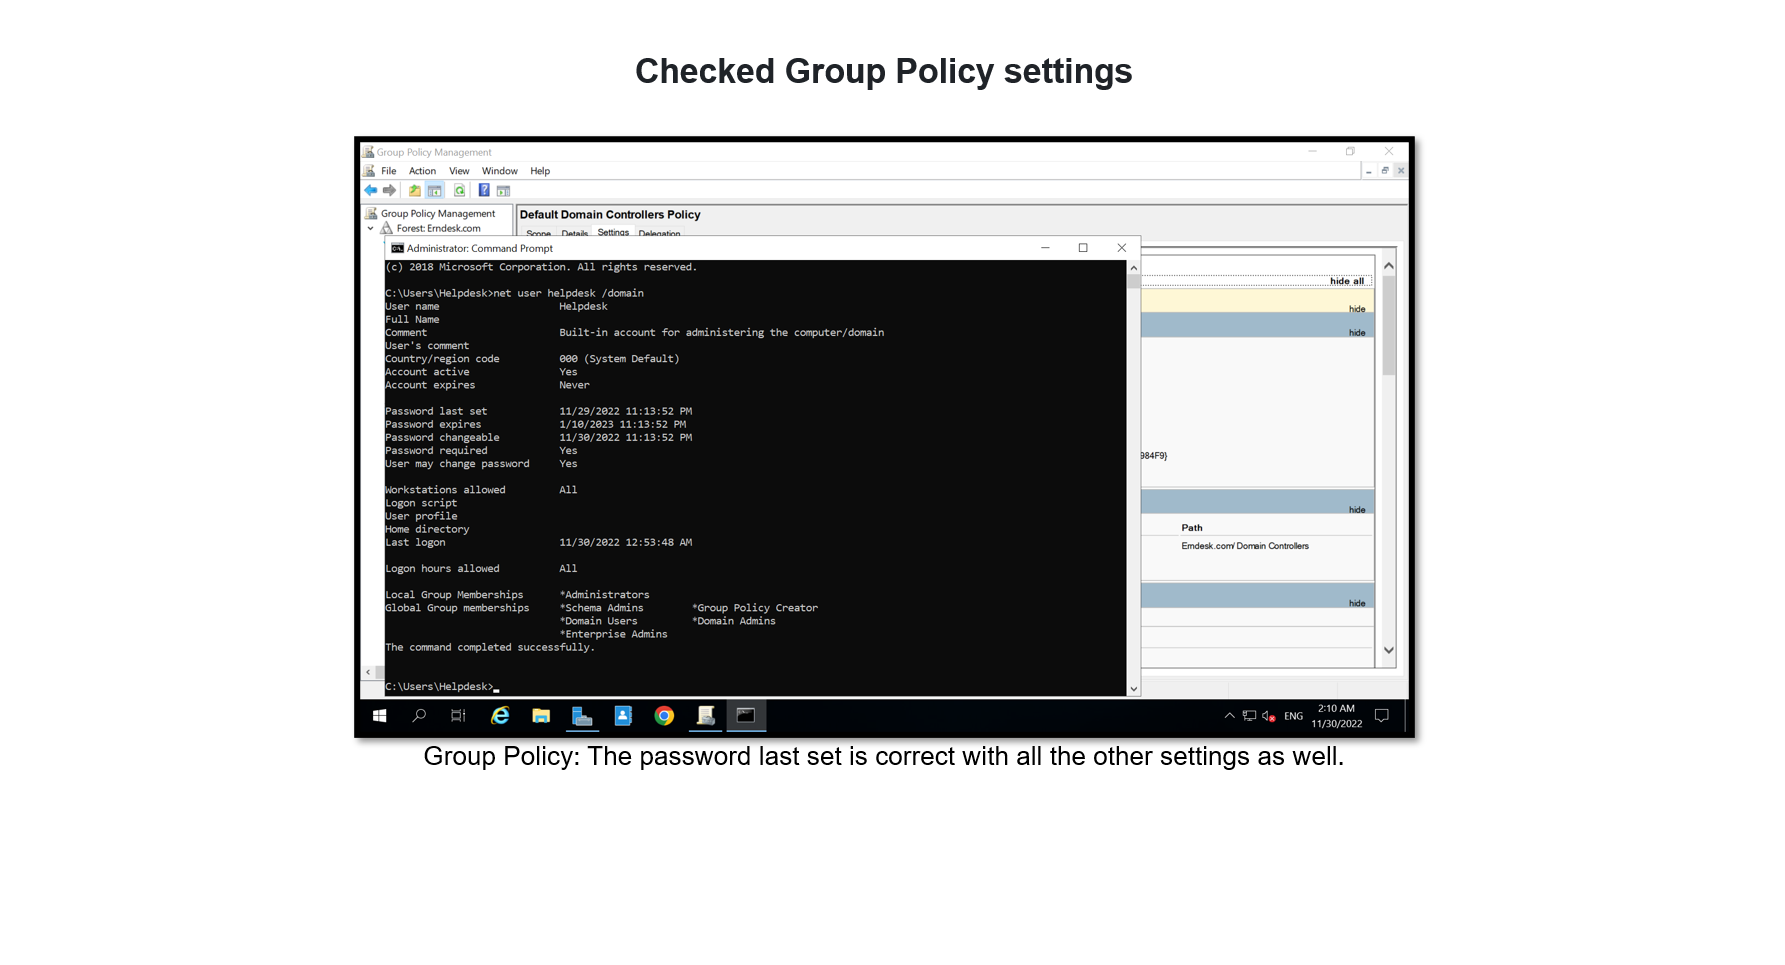 Checked Group Policy settings
Group Policy Management
File Action View Window Help
Group Policy Management
Forest: Erndesk.com
Default Domain Controllers Policy
Scope Details Settings Delegation
Administrator: Command Prompt
(c) 2018 Microsoft Corporation. All rights reserved.
C:\Users\Helpdesk>net user helpdesk /domain
User name Helpdesk
Full Name
Comment Built-in account for administering the computer/domain
User's comment
Country/region code 000 (System Default)
Account active Yes
Account expires Never
Password last set 11/29/2022 11:13:52 PM
Password expires 1/10/2023 11:13:52 PM
Password changeable 11/30/2022 11:13:52 PM
Password required Yes
User may change password Yes
Workstations allowed All
Logon script
User profile
Home directory
Last logon 11/30/2022 12:53:48 AM
Logon hours allowed All
Local Group Memberships *Administrators
Global Group memberships *Schema Admins *Group Policy Creator
*Domain Users *Domain Admins
*Enterprise Admins
The command completed successfully.
C:\Users\Helpdesk>
hide all
hide
hide
984F9}
hide
Path
Erndesk.com/Domain Controllers
hide
ENG
2:10 AM
11/30/2022
Group Policy: The password last set is correct with all the other settings as well.